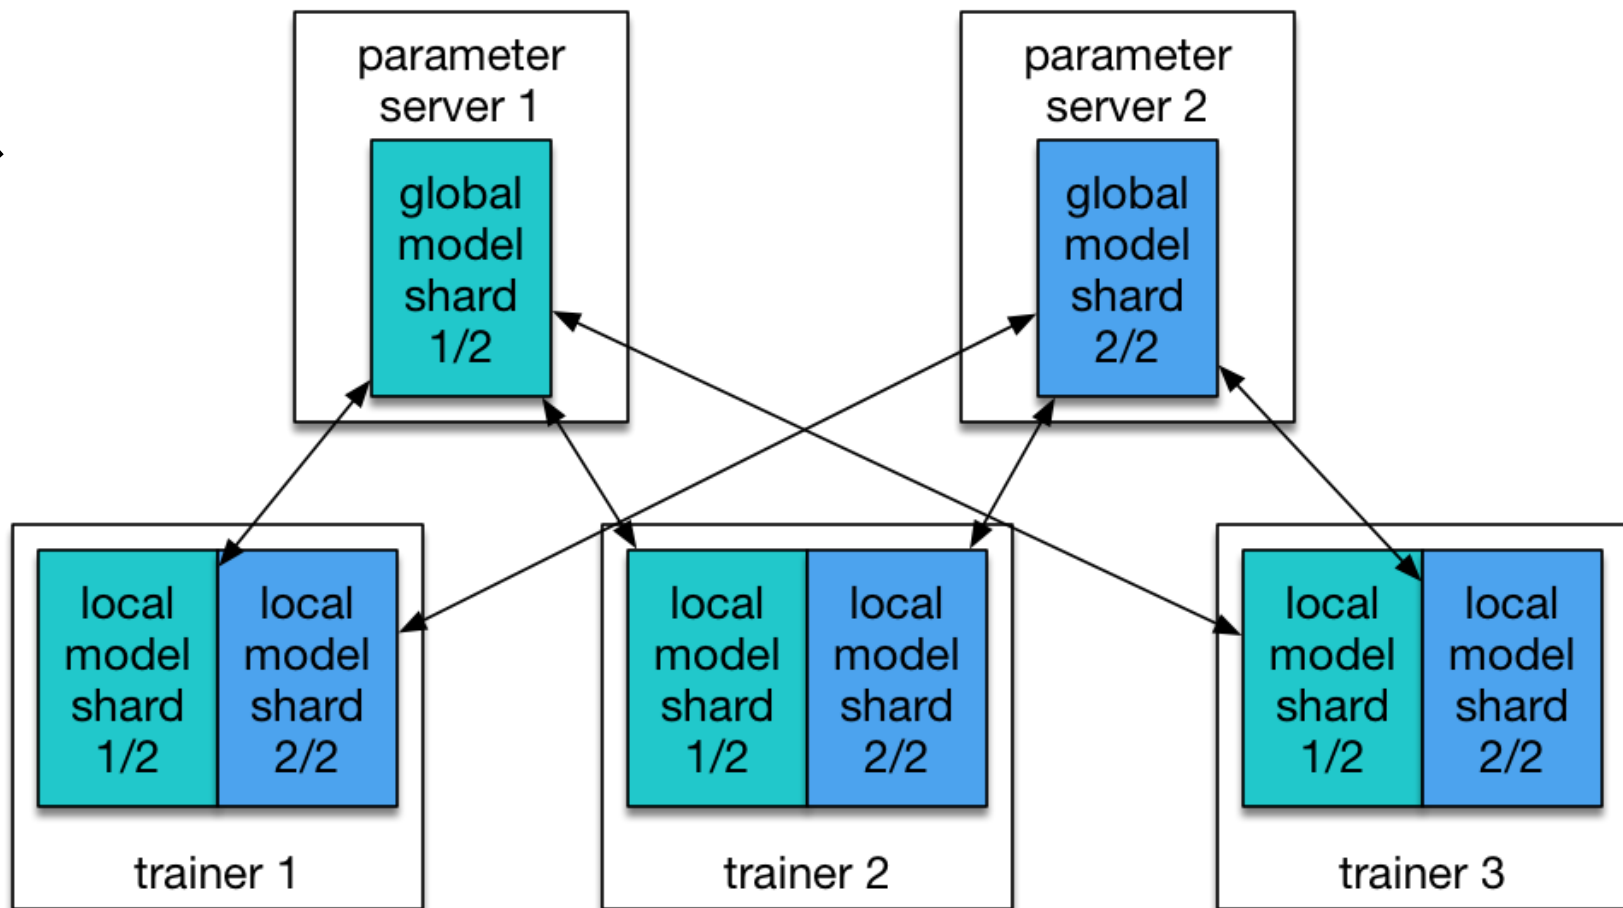 parameter
server 1
global
model
shard
1/2
parameter
server 2
global
model
shard
2/2
local
model
shard
1/2
local
model
shard
2/2
trainer 1
local
model
shard
1/2
local
model
shard
2/2
trainer 2
local
model
shard
1/2
local
model
shard
2/2
trainer 3